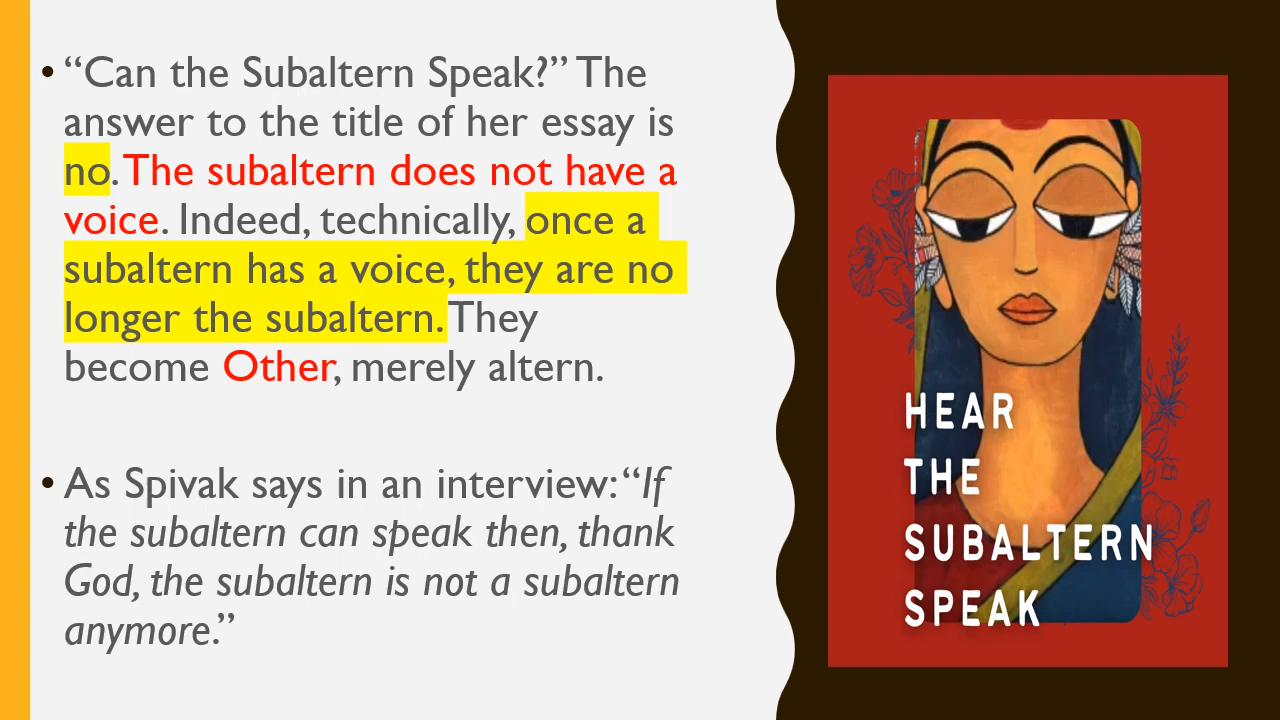 • “Can the Subaltern Speak?” The
answer to the title of her essay is
no. The subaltern does not have a
voice. Indeed, technically, once a
subaltern has a voice, they are no
longer the subaltern. They
become Other, merely altern.
• As Spivak says in an interview: “If
the subaltern can speak then, thank
God, the subaltern is not a subaltern
anymore.”
HEAR
THE
SUBALTERN
SPEAK